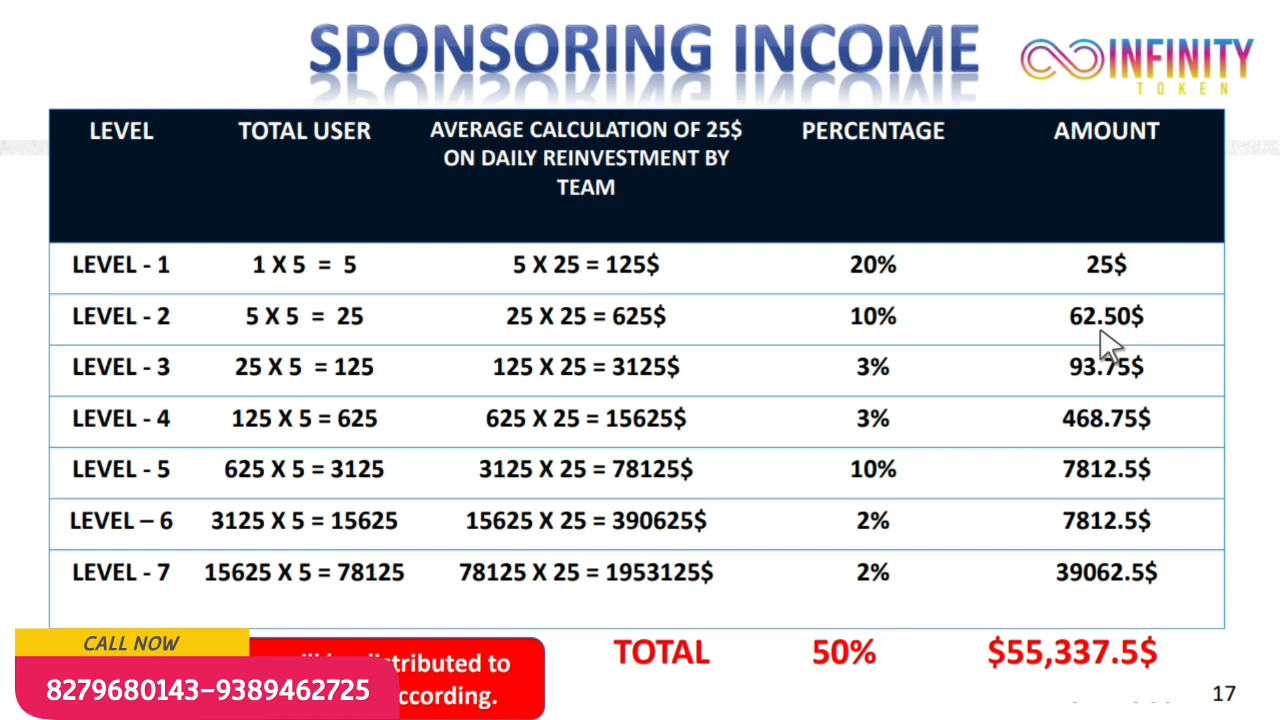 SPONSORING INCOME
INFINITY
TOKEN
LEVEL TOTAL USER AVERAGE CALCULATION OF 25$ ON DAILY REINVESTMENT BY TEAM PERCENTAGE AMOUNT
LEVEL - 1 1 X 5 = 5 5 X 25 = 125$ 20% 25$
LEVEL - 2 5 X 5 = 25 25 X 25 = 625$ 10% 62.50$
LEVEL - 3 25 X 5 = 125 125 X 25 = 3125$ 3% 93.75$
LEVEL - 4 125 X 5 = 625 625 X 25 = 15625$ 3% 468.75$
LEVEL - 5 625 X 5 = 3125 3125 X 25 = 78125$ 10% 7812.5$
LEVEL – 6 3125 X 5 = 15625 15625 X 25 = 390625$ 2% 7812.5$
LEVEL - 7 15625 X 5 = 78125 78125 X 25 = 1953125$ 2% 39062.5$
TOTAL 50% $55,337.5$
CALL NOW
8279680143-9389462725
to
17